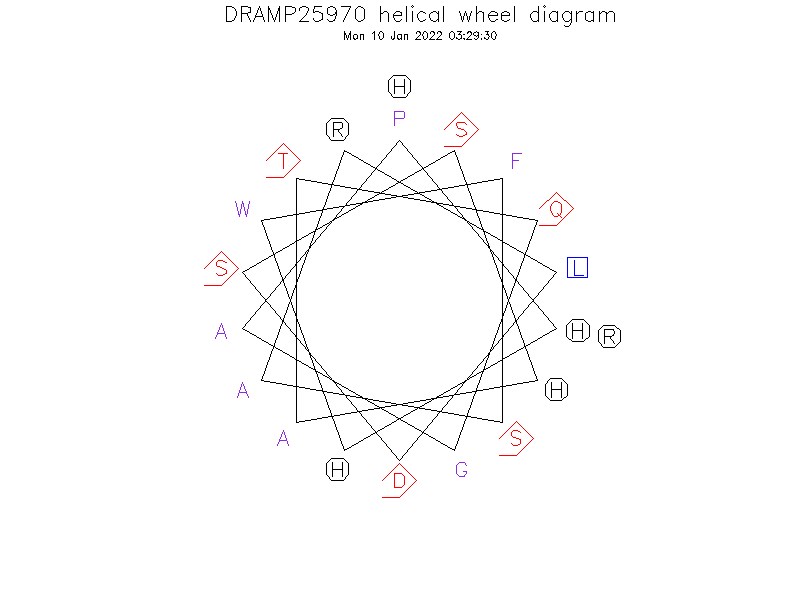 DRAMP25970 helical wheel diagram
Mon 10 Jan 2022 03:29:30
H
P
R
S
T
F
W
Q
S
L
A
H R
A
H
A
S
H
G
D